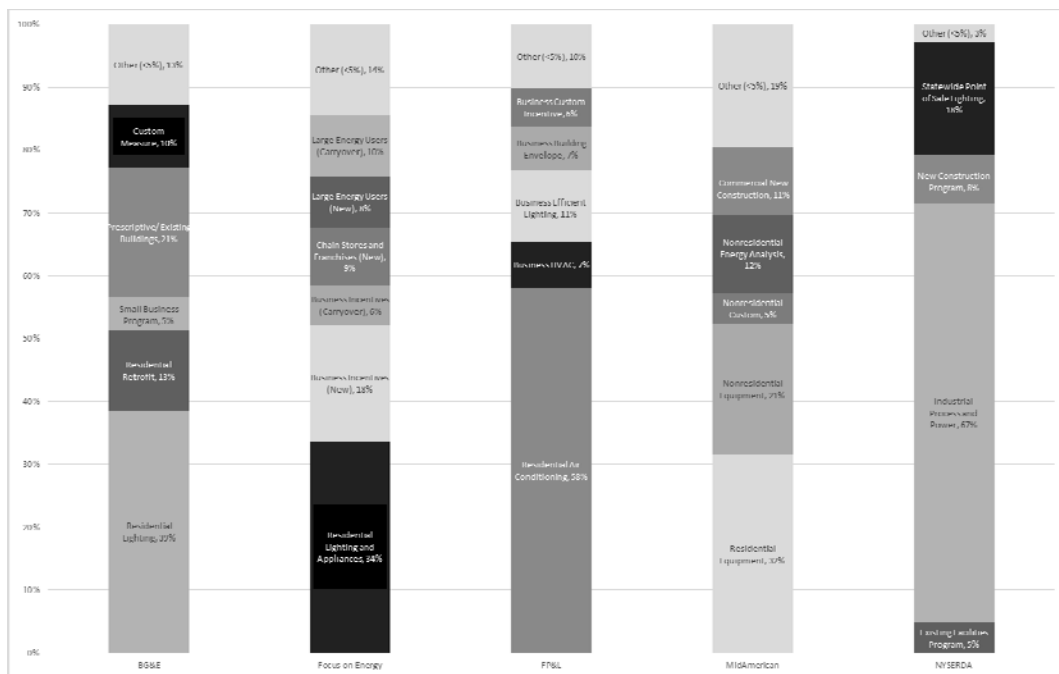 100%
90%
80%
70%
60%
50%
40%
30%
20%
10%
0%
Other (<5%), 13%
Custom
Measure, 10%
Prescriptive/ Existing
Buildings, 21%
Small Business
Program, 5%
Residential
Retrofit, 13%
Residential
Lighting, 39%
BG&E
Other (<5%), 14%
Large Energy Users
(Carryover), 10%
Large Energy Users
(New), 8%
Chain Stores and
Franchises (New),
9%
Business Incentives
(Carryover), 6%
Business Incentives
(New), 18%
Residential
Lighting and
Appliances, 34%
Focus on Energy
Other (<5%), 10%
Business Custom
Incentive, 6%
Business Building
Envelope, 7%
Business Efficient
Lighting, 11%
Business HVAC, 7%
Residential Air
Conditioning, 58%
FP&L
Other (<5%), 19%
Commercial New
Construction, 11%
Nonresidential
Energy Analysis,
12%
Nonresidential
Custom, 5%
Nonresidential
Equipment, 21%
Residential
Equipment, 32%
MidAmerican
Other (<5%), 3%
Statewide Point
of Sale Lighting,
18%
New Construction
Program, 8%
Industrial
Process and
Power, 67%
Existing Facilities
Program, 5%
NYSERDA